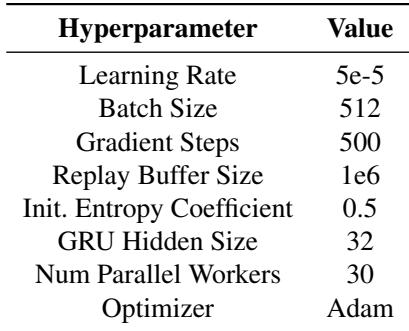 Hyperparameter Value
Learning Rate 5e-5
Batch Size 512
Gradient Steps 500
Replay Buffer Size 1e6
Init. Entropy Coefficient 0.5
GRU Hidden Size 32
Num Parallel Workers 30
Optimizer Adam